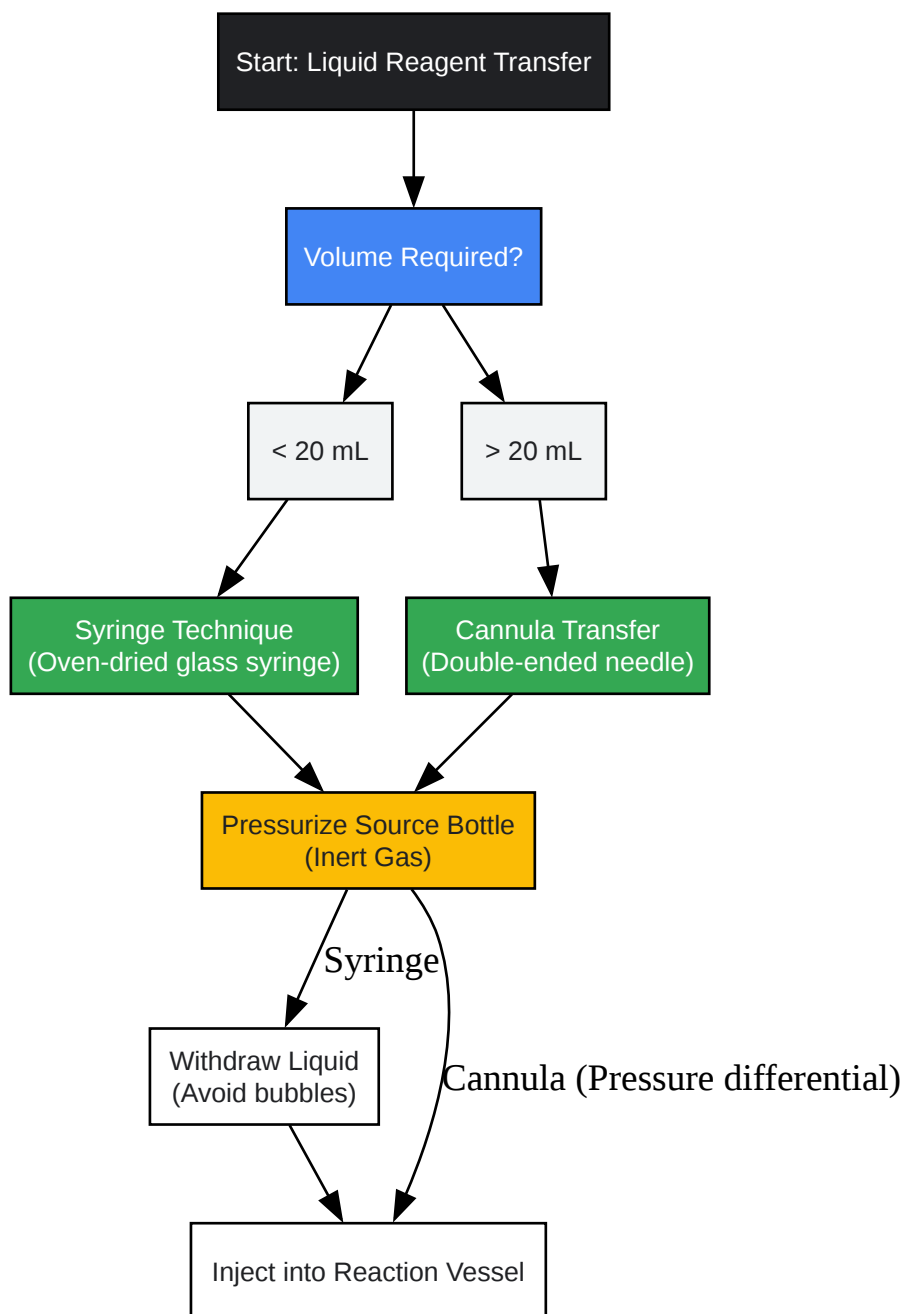 Start: Liquid Reagent Transfer
Volume Required?
< 20 mL
> 20 mL
Syringe Technique
(Oven-dried glass syringe)
Cannula Transfer
(Double-ended needle)
Pressurize Source Bottle
(Inert Gas)
Syringe
Withdraw Liquid
(Avoid bubbles)
Cannula (Pressure differential)
Inject into Reaction Vessel